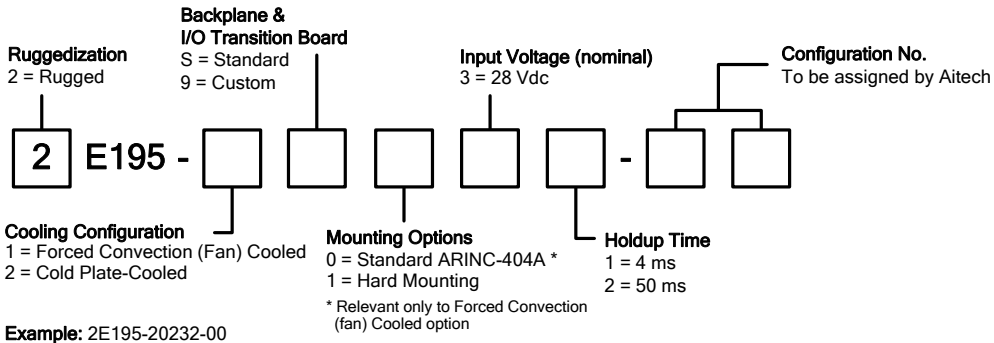 Ruggedization
2 = Rugged
Backplane &
I/O Transition Board
S = Standard
9 = Custom
Input Voltage (nominal)
3 = 28 Vdc
Configuration No.
To be assigned by Aitech
2 E195 - -
Cooling Configuration
1 = Forced Convection (Fan) Cooled
2 = Cold Plate-Cooled
Mounting Options
0 = Standard ARINC-404A *
1 = Hard Mounting
* Relevant only to Forced Convection
(fan) Cooled option
Holdup Time
1 = 4 ms
2 = 50 ms
Example: 2E195-20232-00